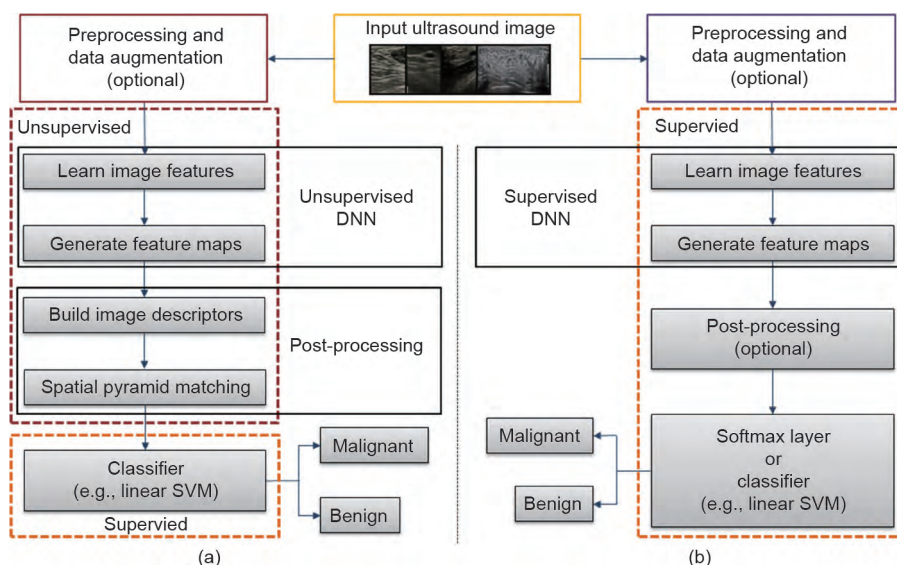 Input ultrasound image
Preprocessing and
data augmentation
(optional)
Unsupervised
Learn image features
Generate feature maps
Unsupervised
DNN
Build image descriptors
Spatial pyramid matching
Post-processing
Classifier
(e.g., linear SVM)
Supervied
Malignant
Benign
(a)
Preprocessing and
data augmentation
(optional)
Supervied
Supervised
DNN
Learn image features
Generate feature maps
Post-processing
(optional)
Softmax layer
or
classifier
(e.g., linear SVM)
Malignant
Benign
(b)